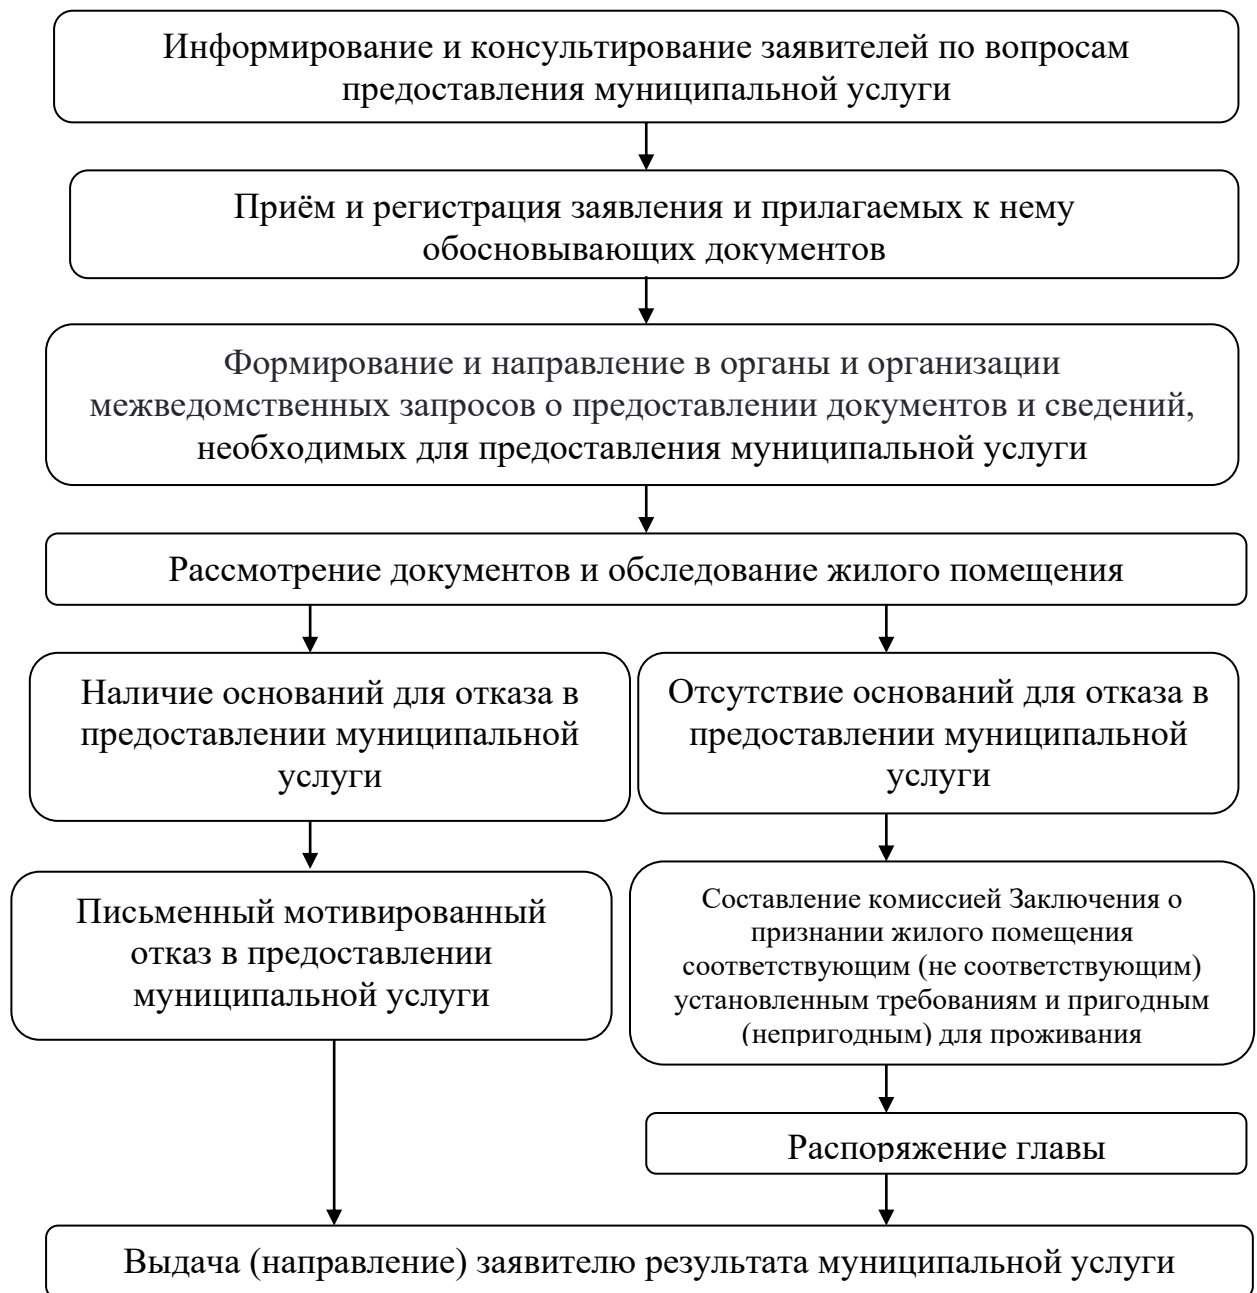 Информирование и консультирование заявителей по вопросам
предоставления муниципальной услуги
Приём и регистрация заявления и прилагаемых к нему
обосновывающих документов
Формирование и направление в органы и организации
межведомственных запросов о предоставлении документов и сведений,
необходимых для предоставления муниципальной услуги
Рассмотрение документов и обследование жилого помещения
Наличие оснований для отказа в
предоставлении муниципальной
услуги
Отсутствие оснований для отказа в
предоставлении муниципальной
услуги
Письменный мотивированный
отказ в предоставлении
муниципальной услуги
Составление комиссией Заключения о
признании жилого помещения
соответствующим (не соответствующим)
установленным требованиям и пригодным
(непригодным) для проживания
Распоряжение главы
Выдача (направление) заявителю результата муниципальной услуги